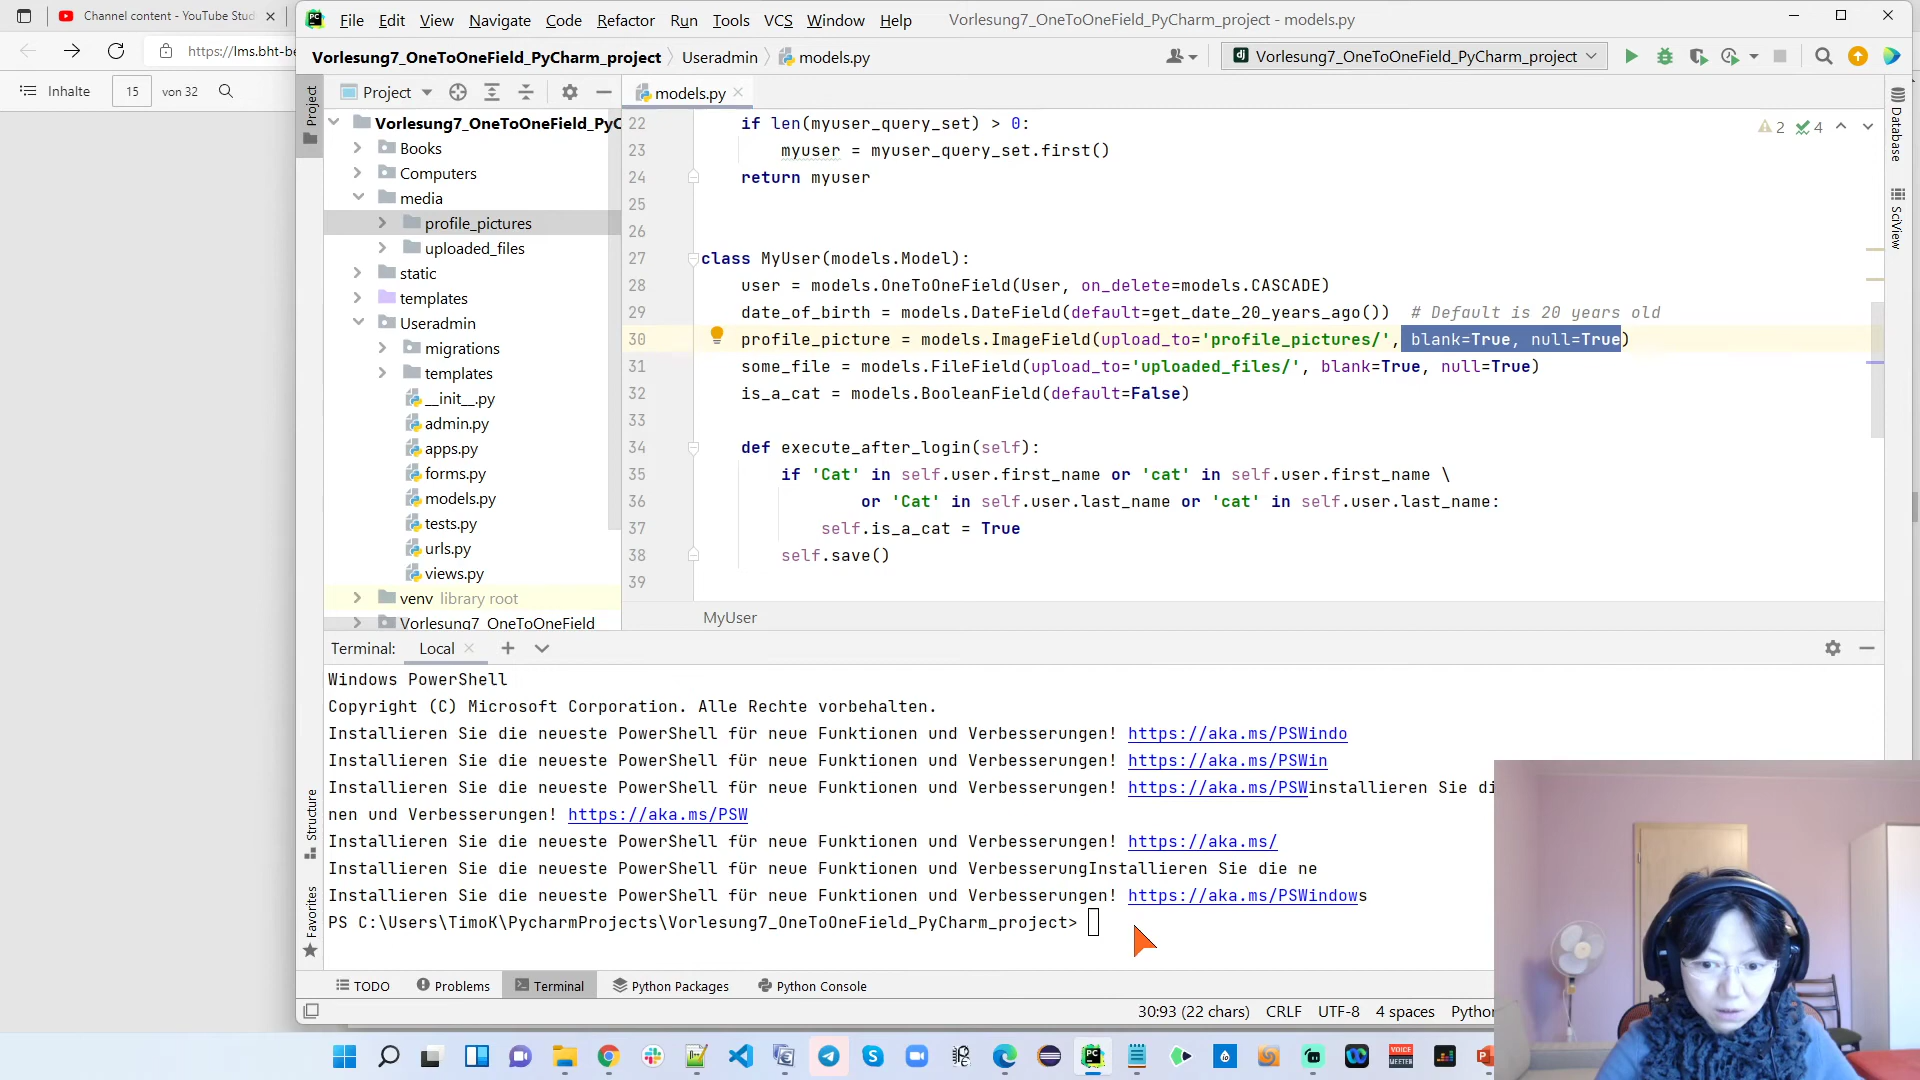 Channel content - YouTube Stud
https://lms.bht-be
Inhalte 15 von 32
File Edit View Navigate Code Refactor Run Tools VCS Window Help
Vorlesung7_OneToOneField_PyCharm_project - models.py
Vorlesung7_OneToOneField_PyCharm_project Useradmin models.py
Vorlesung7_OneToOneField_PyCharm_project
Project
Project
models.py
Vorlesung7_OneToOneField_PyC
Books
Computers
media
profile_pictures
uploaded_files
static
templates
Useradmin
migrations
templates
__init__.py
admin.py
apps.py
forms.py
models.py
tests.py
urls.py
views.py
venv library root
Vorlesung7_OneToOneField
2 4
22 if len(myuser_query_set) > 0:
23 myuser = myuser_query_set.first()
24 return myuser
25
26
27 class MyUser(models.Model):
28 user = models.OneToOneField(User, on_delete=models.CASCADE)
29 date_of_birth = models.DateField(default=get_date_20_years_ago()) # Default is 20 years old
30 profile_picture = models.ImageField(upload_to='profile_pictures/', blank=True, null=True)
31 some_file = models.FileField(upload_to='uploaded_files/', blank=True, null=True)
32 is_a_cat = models.BooleanField(default=False)
33
34 def execute_after_login(self):
35 if 'Cat' in self.user.first_name or 'cat' in self.user.first_name \
36 or 'Cat' in self.user.last_name or 'cat' in self.user.last_name:
37 self.is_a_cat = True
38 self.save()
39
MyUser
Database
SciView
Structure
Favorites
Terminal: Local
Windows PowerShell
Copyright (C) Microsoft Corporation. Alle Rechte vorbehalten.
Installieren Sie die neueste PowerShell für neue Funktionen und Verbesserungen! https://aka.ms/PSWindo
Installieren Sie die neueste PowerShell für neue Funktionen und Verbesserungen! https://aka.ms/PSWin
Installieren Sie die neueste PowerShell für neue Funktionen und Verbesserungen! https://aka.ms/PSWinstallieren Sie di
nen und Verbesserungen! https://aka.ms/PSW
Installieren Sie die neueste PowerShell für neue Funktionen und Verbesserungen! https://aka.ms/
Installieren Sie die neueste PowerShell für neue Funktionen und VerbesserungInstallieren Sie die ne
Installieren Sie die neueste PowerShell für neue Funktionen und Verbesserungen! https://aka.ms/PSWindows
PS C:\Users\TimoK\PycharmProjects\Vorlesung7_OneToOneField_PyCharm_project>
TODO Problems Terminal Python Packages Python Console
30:93 (22 chars) CRLF UTF-8 4 spaces Python
VOICE MEETER